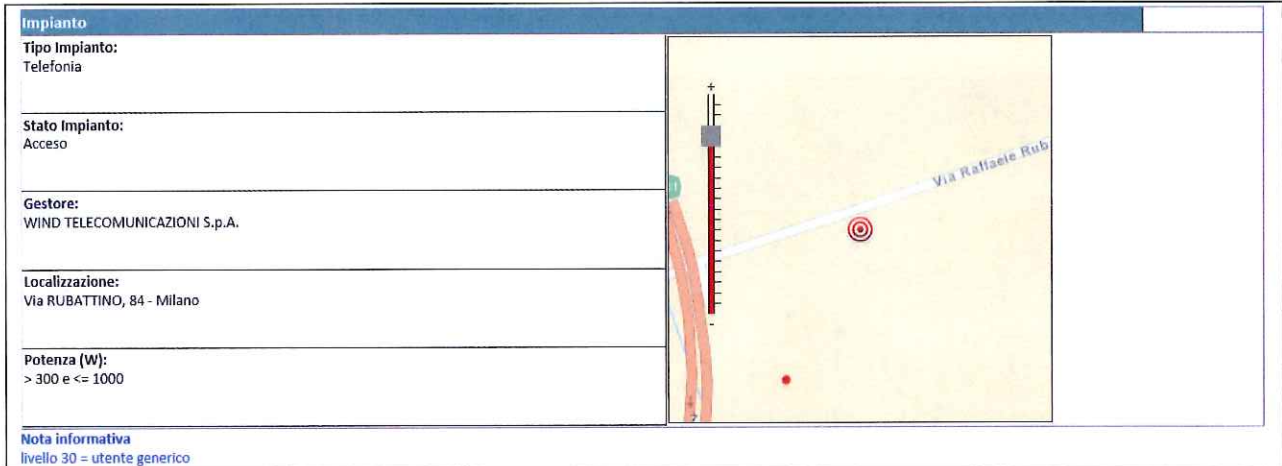 Impianto
Tipo Impianto:
Telefonia
Stato Impianto:
Acceso
Gestore:
WIND TELECOMUNICAZIONI S.p.A.
Localizzazione:
Via RUBATTINO, 84 - Milano
Potenza (W):
> 300 e <= 1000
+
Via Raffaele Rub
-
Nota informativa
livello 30 = utente generico